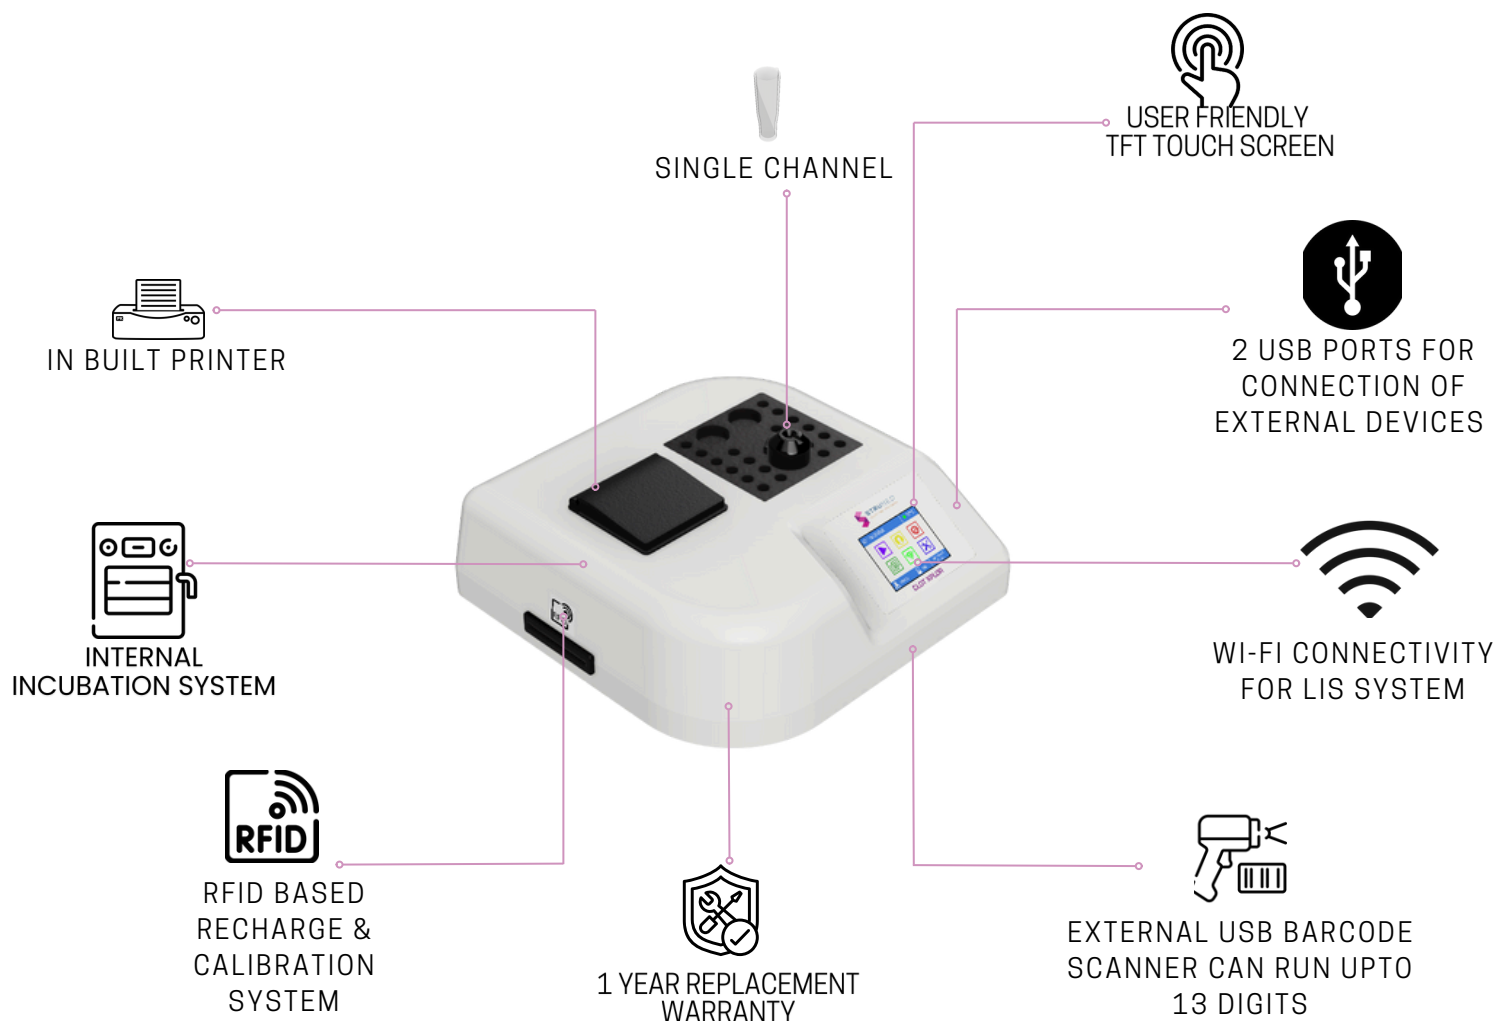 USER FRIENDLY
TFT TOUCH SCREEN
SINGLE CHANNEL
2 USB PORTS FOR
CONNECTION OF
EXTERNAL DEVICES
IN BUILT PRINTER
INTERNAL
INCUBATION SYSTEM
WI-FI CONNECTIVITY
FOR LIS SYSTEM
RFID
RFID BASED
RECHARGE &
CALIBRATION
SYSTEM
1 YEAR REPLACEMENT
WARRANTY
EXTERNAL USB BARCODE
SCANNER CAN RUN UPTO
13 DIGITS